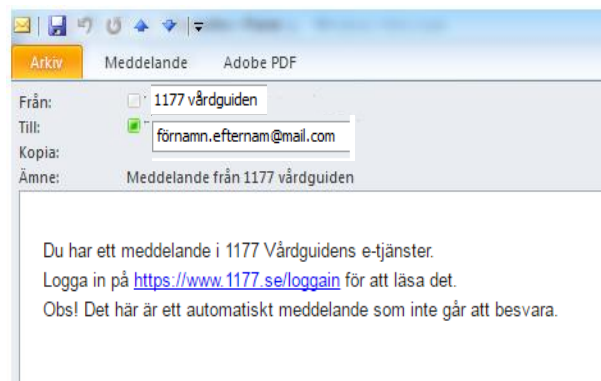 Arkiv Meddelande Adobe PDF
Från: 1177 vårdguiden
Till: förnamn.efternam@mail.com
Kopia:
Ämne: Meddelande från 1177 vårdguiden
Du har ett meddelande i 1177 Vårdguidens e-tjänster.
Logga in på https://www.1177.se/loggain för att läsa det.
Obs! Det här är ett automatiskt meddelande som inte går att besvara.